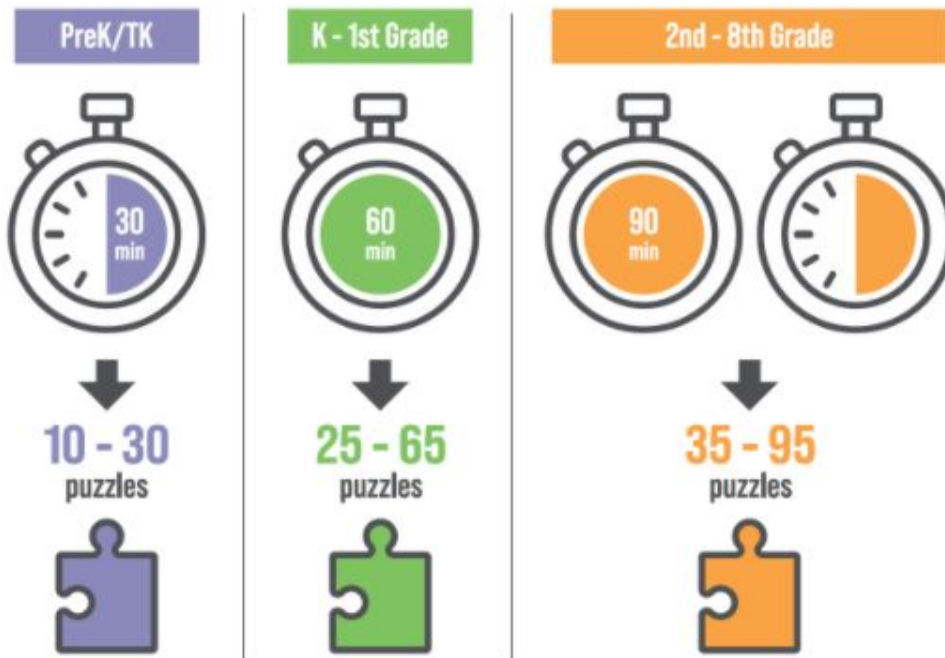 PreK/TK
30
min
10 - 30
puzzles
K - 1st Grade
60
min
25 - 65
puzzles
2nd - 8th Grade
90
min
35 - 95
puzzles